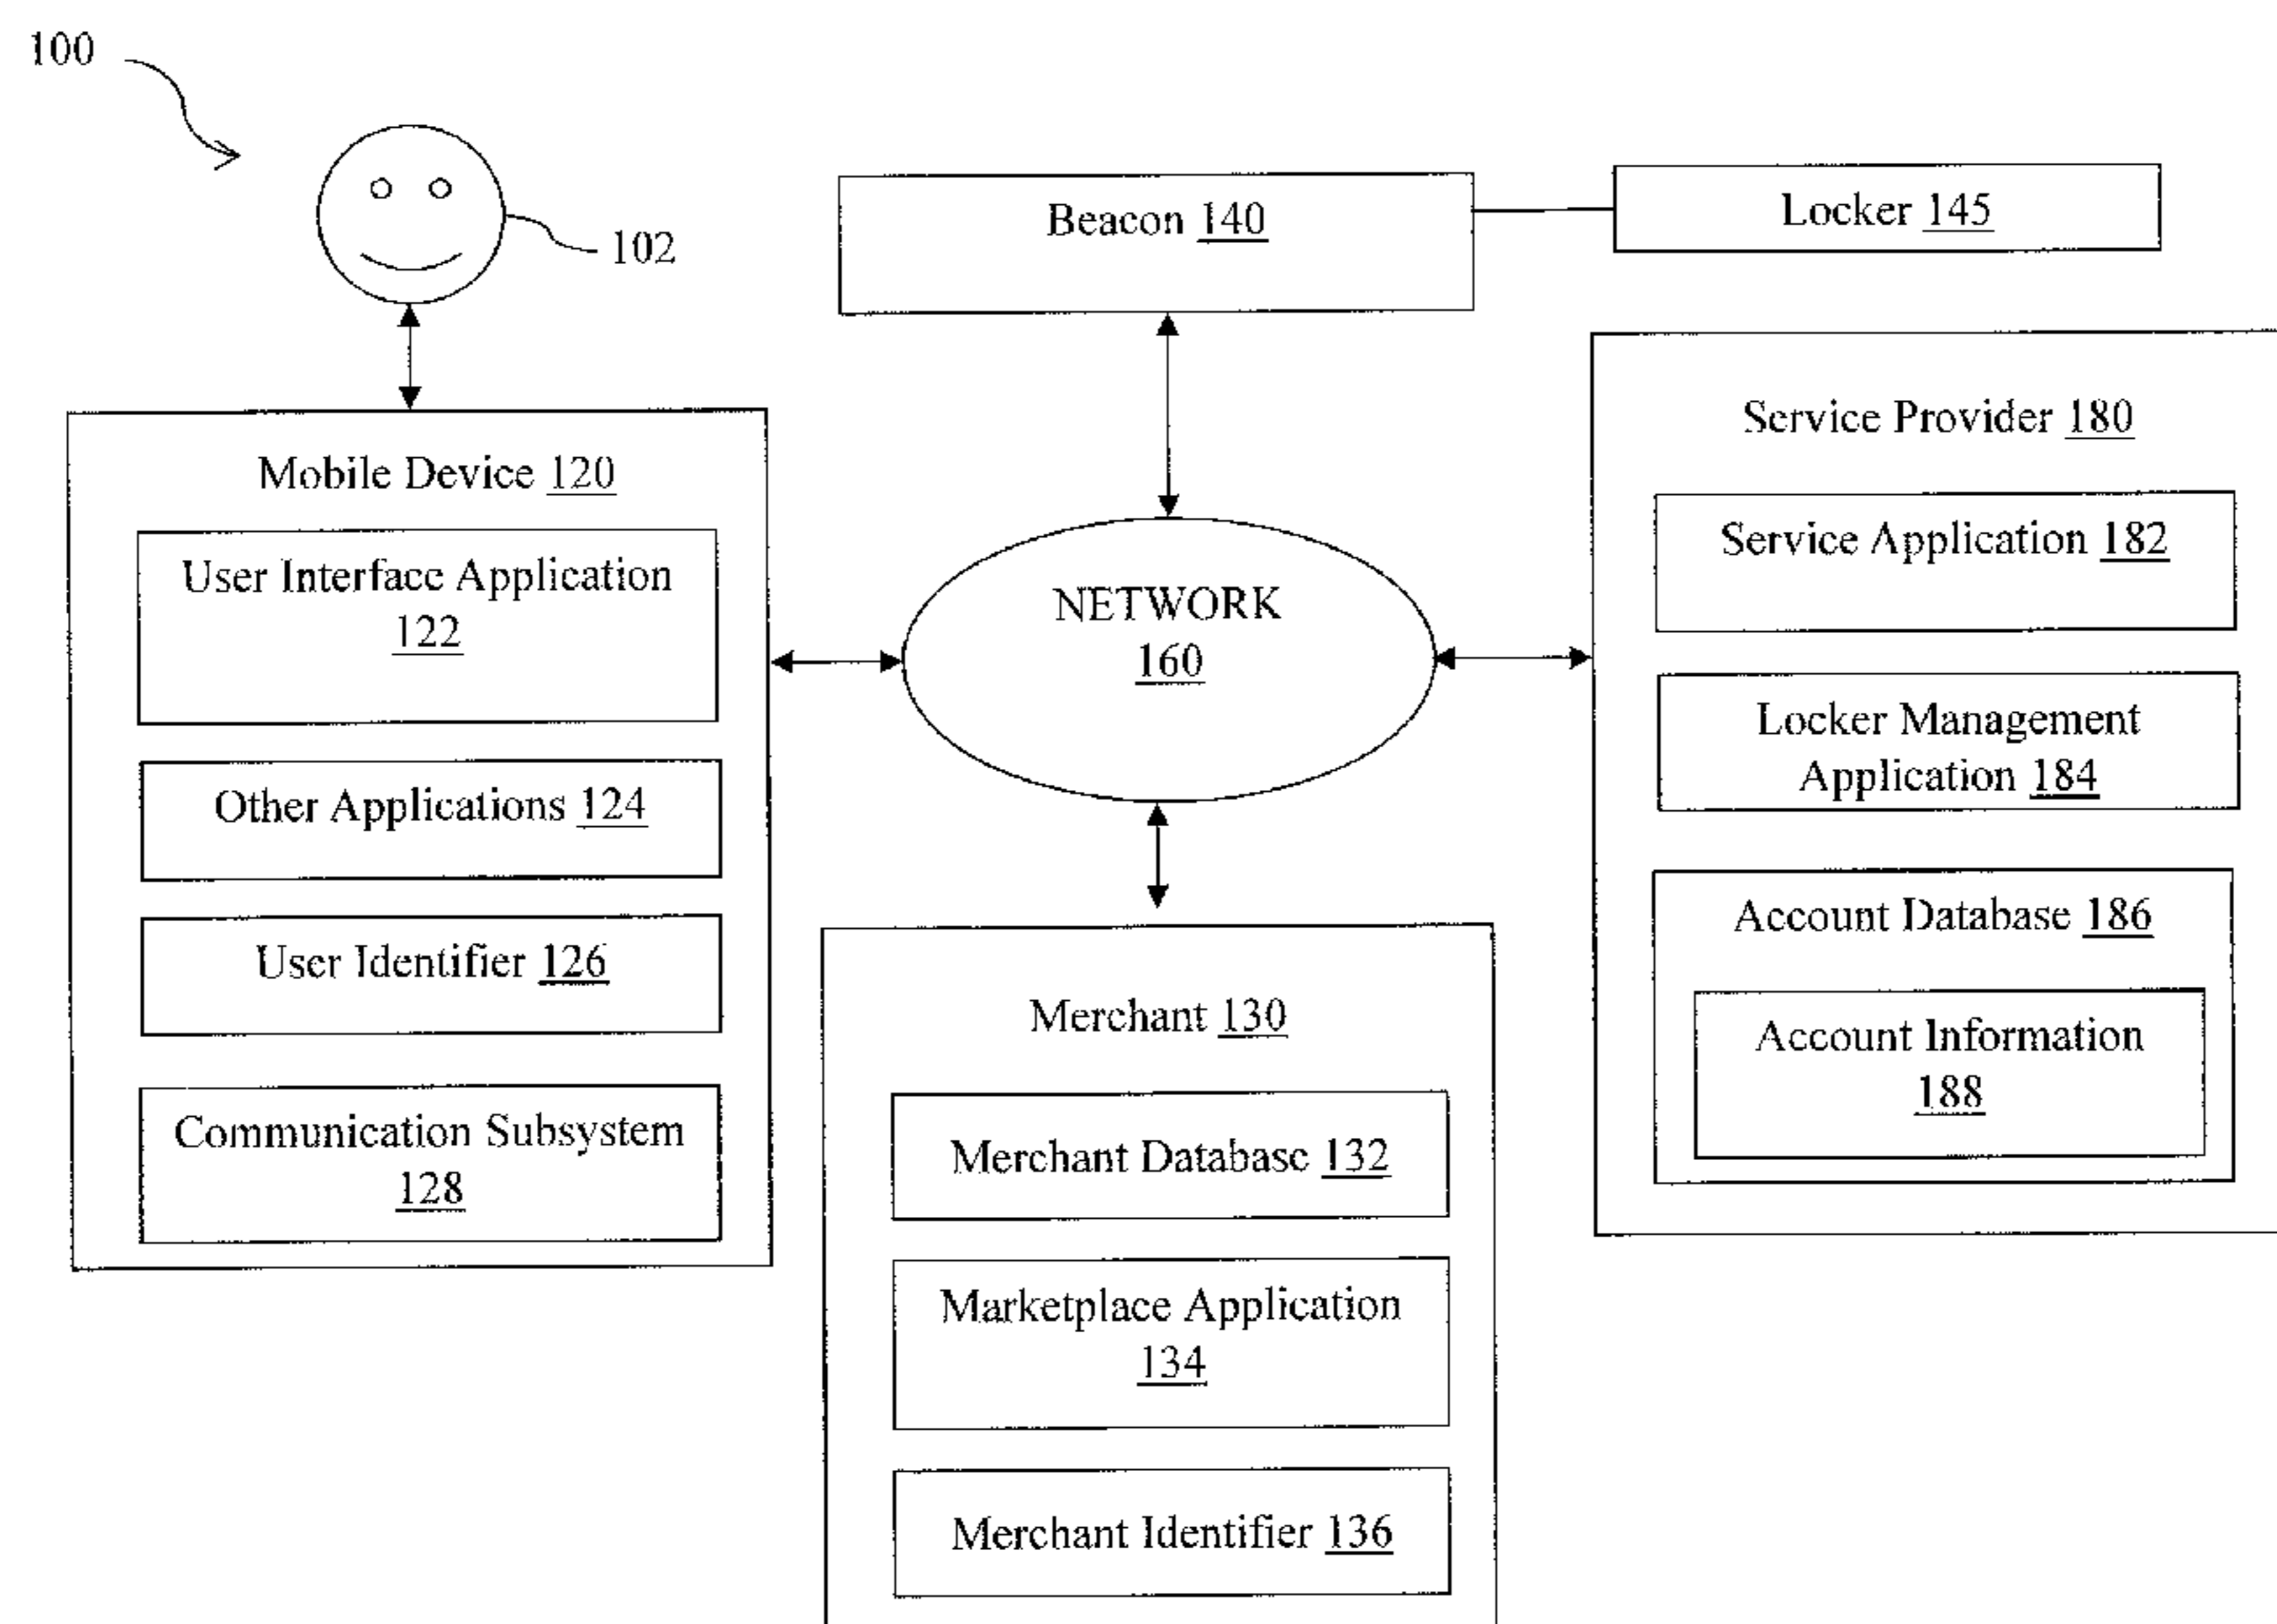 100
102
Beacon 140
Locker 145
Mobile Device 120
User Interface Application
122
Other Applications 124
User Identifier 126
Communication Subsystem
128
NETWORK
160
Merchant 130
Merchant Database 132
Marketplace Application
134
Merchant Identifier 136
Service Provider 180
Service Application 182
Locker Management
Application 184
Account Database 186
Account Information
188